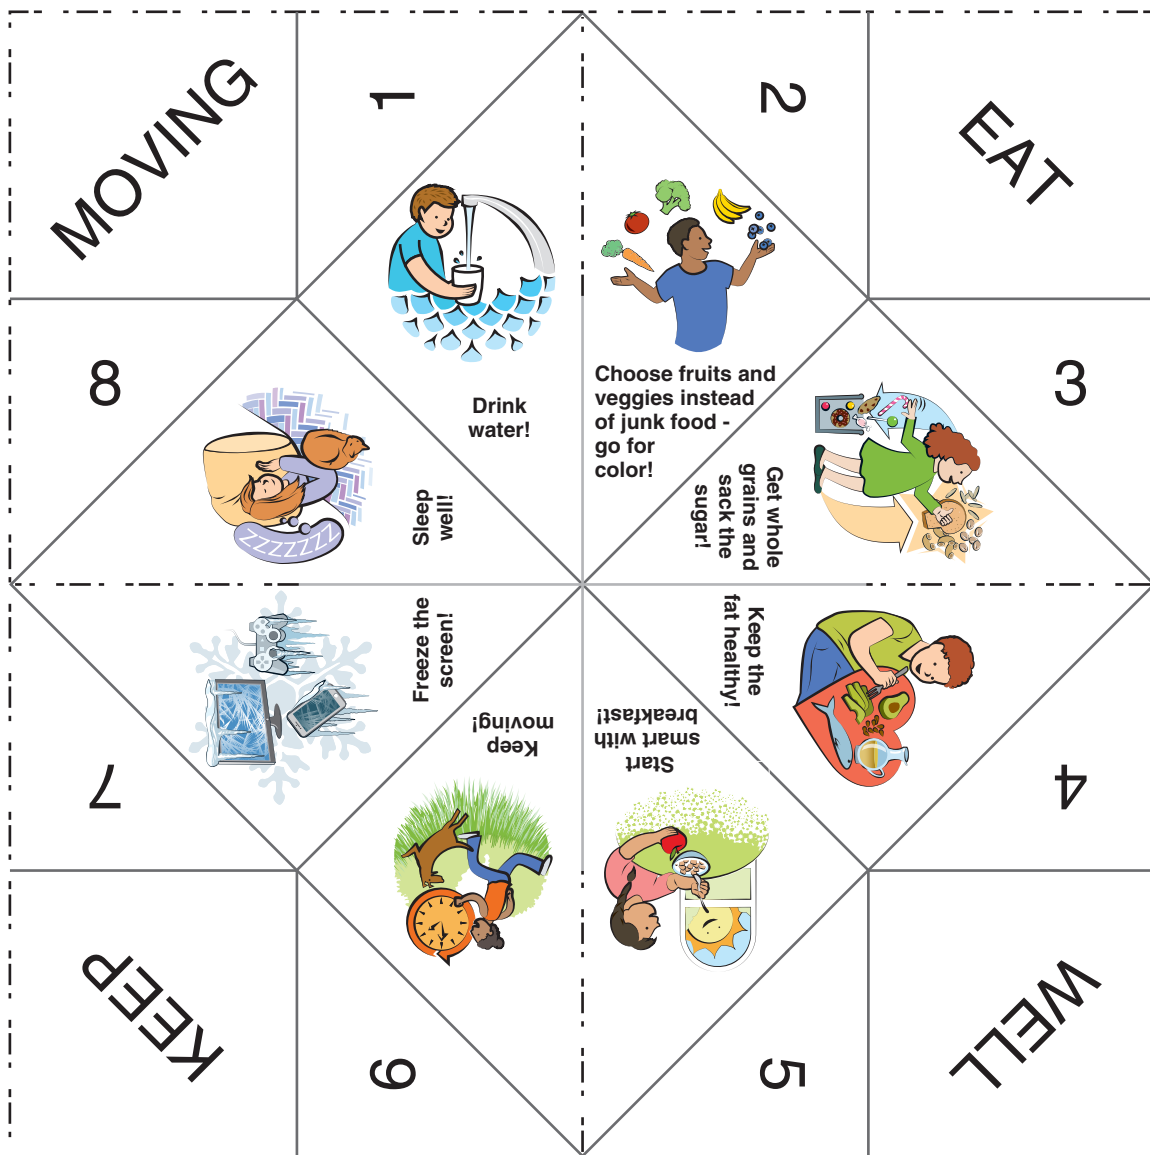 MOVING
1
2
EAT
Drink
water!
Choose fruits and
veggies instead
of junk food -
go for
color!
8
3
Sleep
well!
ZZZZZZZ
Get whole
grains and
sack the
sugar!
Freeze the
screen!
Keep the
fat healthy!
Keep
moving!
Start
smart with
breakfast!
7
4
KEEP
6
5
WELL